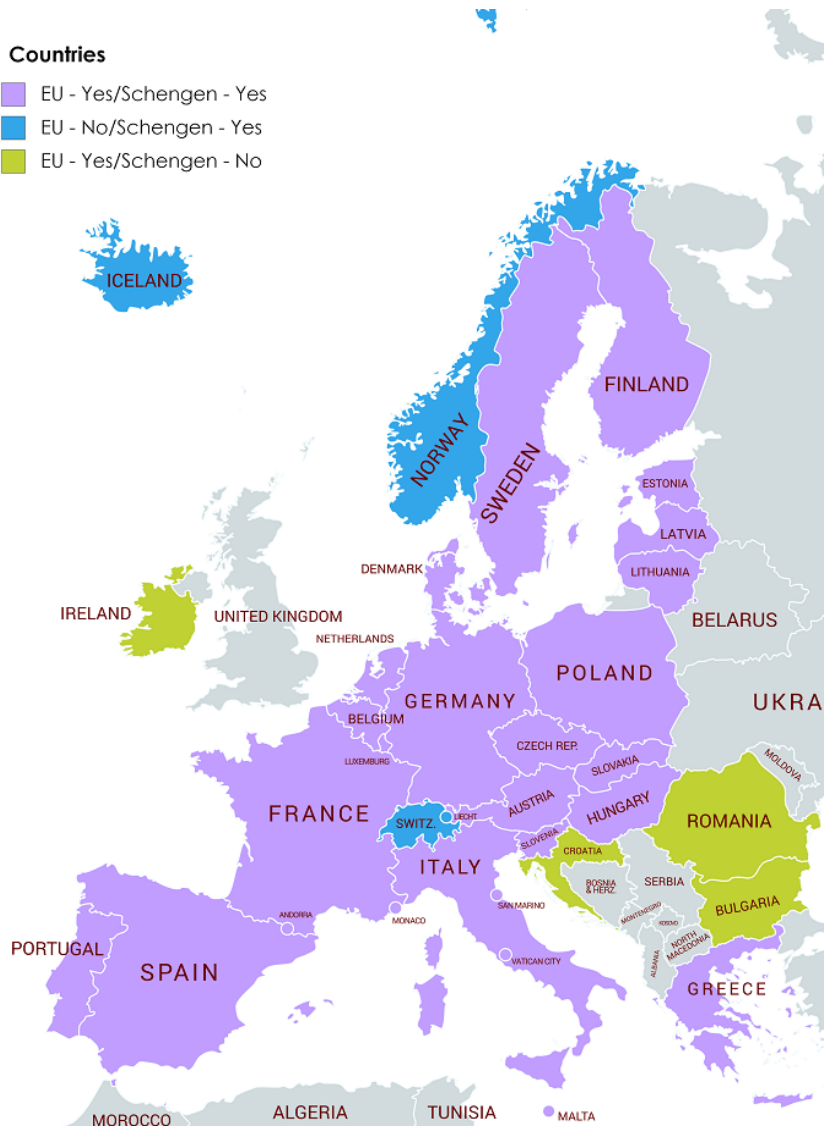 Countries
EU - Yes/Schengen - Yes
EU - No/Schengen - Yes
EU - Yes/Schengen - No
ICELAND
FINLAND
NORWAY
SWEDEN
ESTONIA
LATVIA
DENMARK
LITHUANIA
IRELAND
UNITED KINGDOM
BELARUS
NETHERLANDS
POLAND
GERMANY
UKRA
BELGIUM
CZECH REP.
LUXEMBURG
SLOVAKIA
MOLDOVA
AUSTRIA
HUNGARY
FRANCE
SWITZ.
LIECHT.
ROMANIA
SLOVENIA
CROATIA
ITALY
BOSNIA
& HERZ.
SERBIA
SAN MARINO
BULGARIA
ANDORRA
MONACO
MONTENEGRO
KOSOVO
PORTUGAL
NORTH
MACEDONIA
ALBANIA
VATICAN CITY
SPAIN
GREECE
MOROCCO
ALGERIA
TUNISIA
MALTA